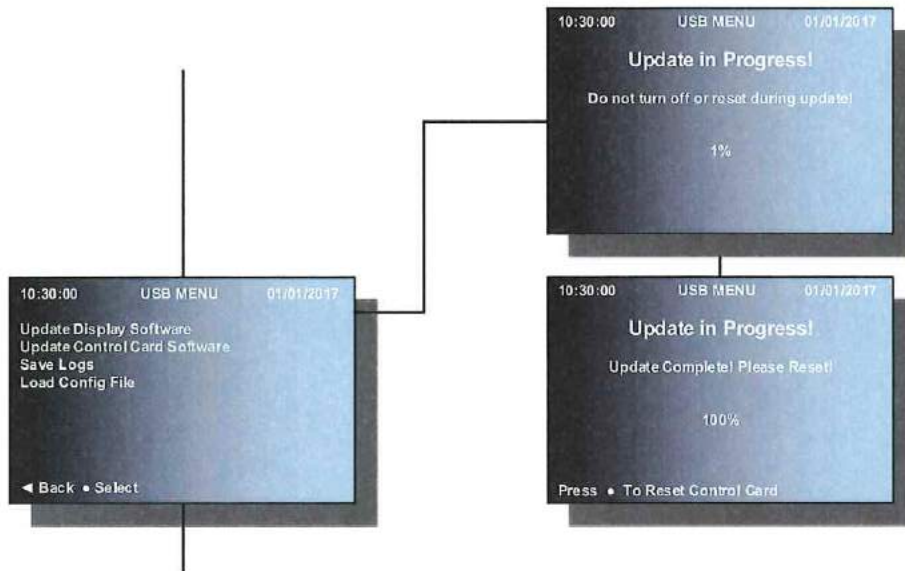 10:30:00 USB MENU 01/01/2017
Update in Progress!
Do not turn off or reset during update!
1%
10:30:00 USB MENU 01/01/2017
Update Display Software
Update Control Card Software
Save Logs
Load Config File
◄ Back ● Select
10:30:00 USB MENU 01/01/2017
Update in Progress!
Update Complete! Please Reset!
100%
Press ● To Reset Control Card